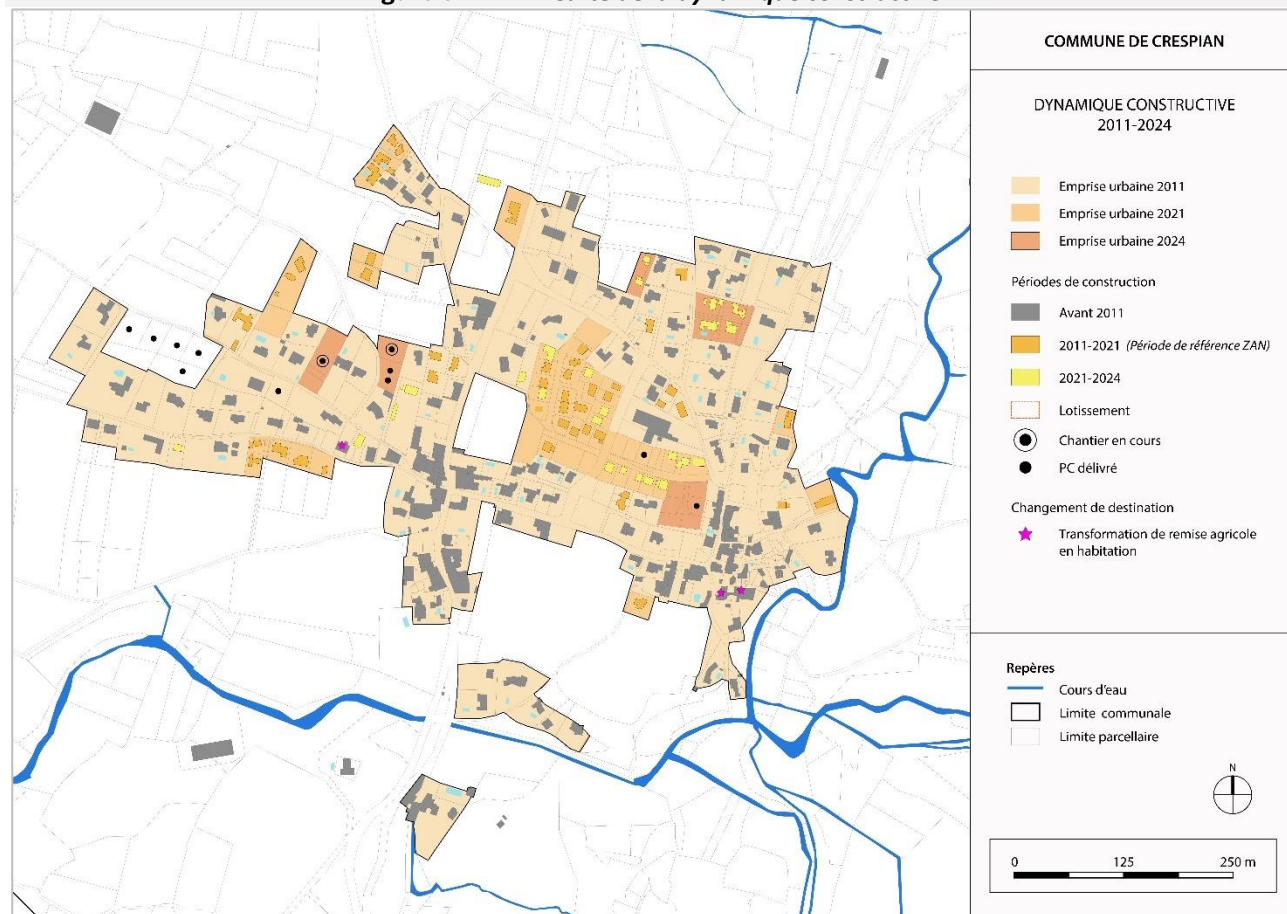 COMMUNE DE CRESPIAN
DYNAMIQUE CONSTRUCTIVE
2011-2024
Emprise urbaine 2011
Emprise urbaine 2021
Emprise urbaine 2024
Périodes de construction
Avant 2011
2011-2021 (Période de référence ZAN)
2021-2024
Lotissement
Chantier en cours
PC délivré
Changement de destination
Transformation de remise agricole
en habitation
Repères
Cours d'eau
Limite communale
Limite parcellaire
N
0 125 250 m